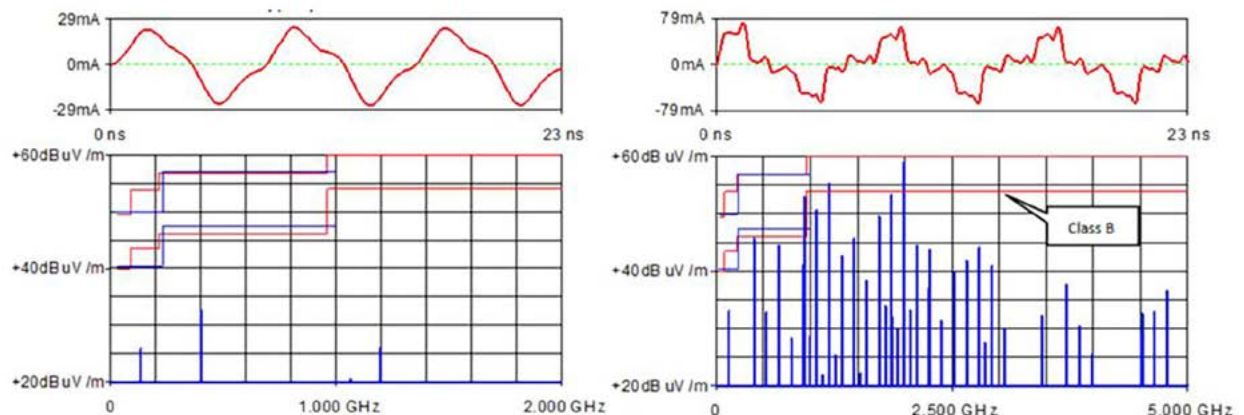 29mA
0mA
-29mA
0 ns
23 ns
+60dBuV /m
+40dBuV /m
+20dBuV /m
0
1.000 GHz
2.000 GHz
79mA
0mA
-79mA
0 ns
23 ns
+60dB uV /m
Class B
+40dB uV /m
+20dB uV /m
0
2.500 GHz
5.000 GHz